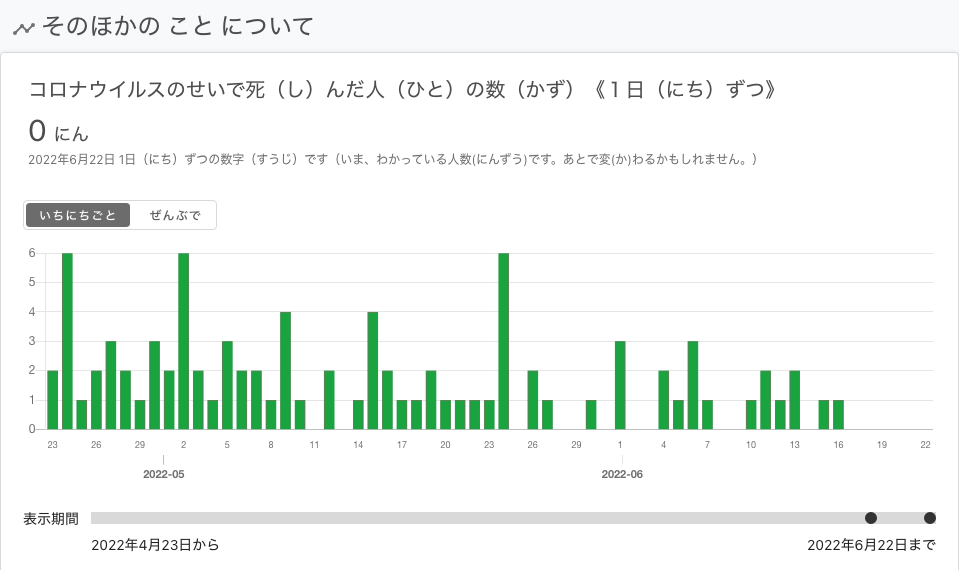 そのほかの こと について
コロナウイルスのせいで死（し）んだ人（ひと）の数（かず）《１日（にち）ずつ》
0 にん
2022年6月22日 1日（にち）ずつの数字（すうじ）です（いま、わかっている人数(にんずう)です。あとで変(か)わるかもしれません。）
いちにちごと ぜんぶで
6
5
4
3
2
1
0
23 26 29 2 5 8 11 14 17 20 23 26 29 1 4 7 10 13 16 19 22
2022-05 2022-06
表示期間
2022年4月23日から 2022年6月22日まで